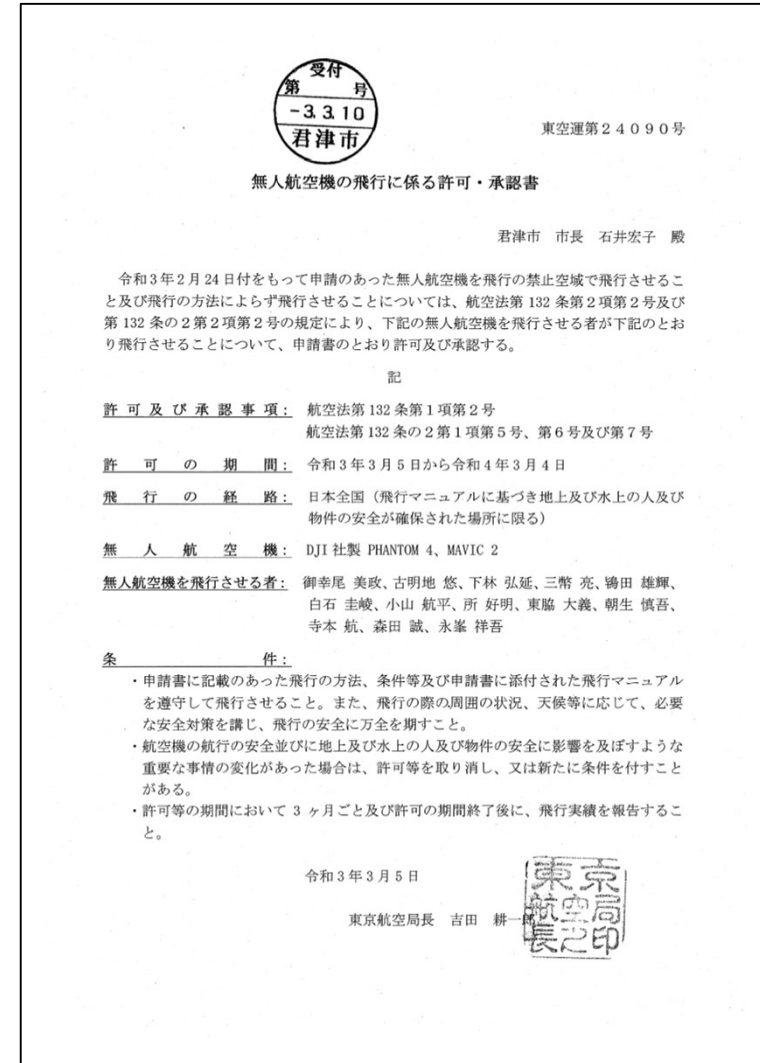 受付
第 号
-3.3.10
君津市
東空運第24090号
無人航空機の飛行に係る許可・承認書
君津市 市長 石井宏子 殿
令和3年2月24日付をもって申請のあった無人航空機を飛行の禁止空域で飛行させるこ
と及び飛行の方法によらず飛行させることについては、航空法第132条第2項第2号及び
第132条の2第2項第2号の規定により、下記の無人航空機を飛行させる者が下記のとお
り飛行させることについて、申請書のとおり許可及び承認する。
記
許可及び承認事項: 航空法第132条第1項第2号
航空法第132条の2第1項第5号、第6号及び第7号
許可の期間: 令和3年3月5日から令和4年3月4日
飛行の経路: 日本全国(飛行マニュアルに基づき地上及び水上の人及び
物件の安全が確保された場所に限る)
無人航空機: DJI社製 PHANTOM 4、MAVIC 2
無人航空機を飛行させる者: 御幸尾 美政、古明地 悠、下林 弘延、三幣 亮、鴇田 雄輝、
白石 圭崚、小山 航平、所 好明、東脇 大義、朝生 慎吾、
寺本 航、森田 誠、永峯 祥吾
条件:
・申請書に記載のあった飛行の方法、条件等及び申請書に添付された飛行マニュアル
を遵守して飛行させること。また、飛行の際の周囲の状況、天候等に応じて、必要
な安全対策を講じ、飛行の安全に万全を期すこと。
・航空機の航行の安全並びに地上及び水上の人及び物件の安全に影響を及ぼすような
重要な事情の変化があった場合は、許可等を取り消し、又は新たに条件を付すこと
がある。
・許可等の期間において3ヶ月ごと及び許可の期間終了後に、飛行実績を報告するこ
と。
令和3年3月5日
東京航空局長 吉田 耕一郎
東京航空局長之印